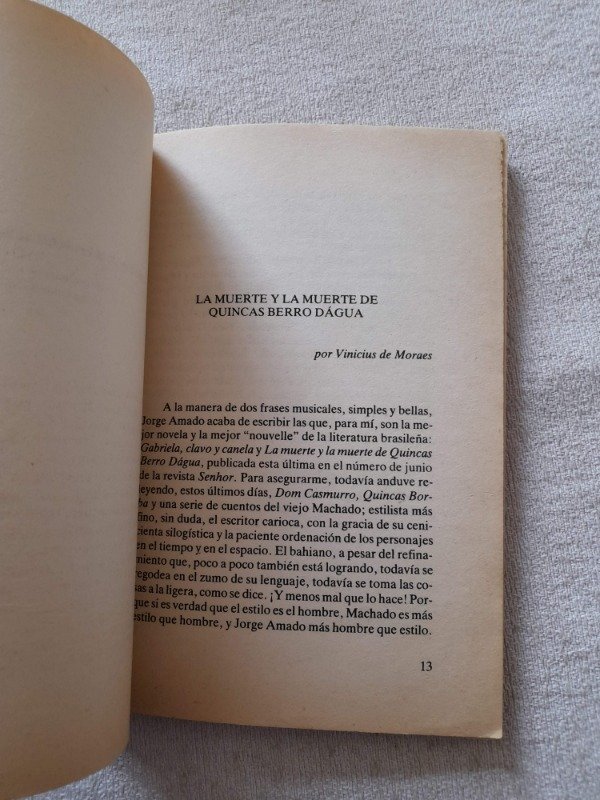 LA MUERTE Y LA MUERTE DE
QUINCAS BERRO DÁGUA
por Vinicius de Moraes
A la manera de dos frases musicales, simples y bellas,
Jorge Amado acaba de escribir las que, para mí, son la me-
jor novela y la mejor "nouvelle" de la literatura brasileña:
Gabriela, clavo y canela y La muerte y la muerte de Quincas
Berro Dágua, publicada esta última en el número de junio
de la revista Senhor. Para asegurarme, todavía anduve re-
leyendo, estos últimos días, Dom Casmurro, Quincas Bor-
ba y una serie de cuentos del viejo Machado; estilista más
fino, sin duda, el escritor carioca, con la gracia de su ceni-
cienta silogística y la paciente ordenación de los personajes
en el tiempo y en el espacio. El bahiano, a pesar del refina-
miento que, poco a poco también está logrando, todavía se
regodea en el zumo de su lenguaje, todavía se toma las co-
sas a la ligera, como se dice. ¡Y menos mal que lo hace! Por-
que si es verdad que el estilo es el hombre, Machado es más
estilo que hombre, y Jorge Amado más hombre que estilo.
13